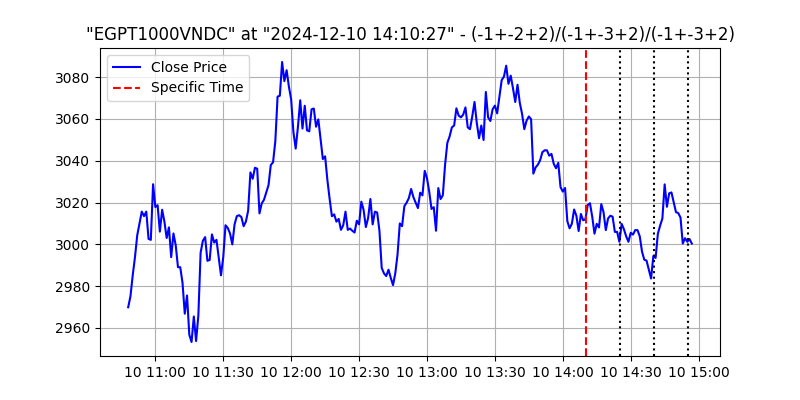 "EGPT1000VNDC" at "2024-12-10 14:10:27" - (-1+-2+2)/(-1+-3+2)/(-1+-3+2)
Close Price
Specific Time
3080
3060
3040
3020
3000
2980
2960
10 11:00 10 11:30 10 12:00 10 12:30 10 13:00 10 13:30 10 14:00 10 14:30 10 15:00